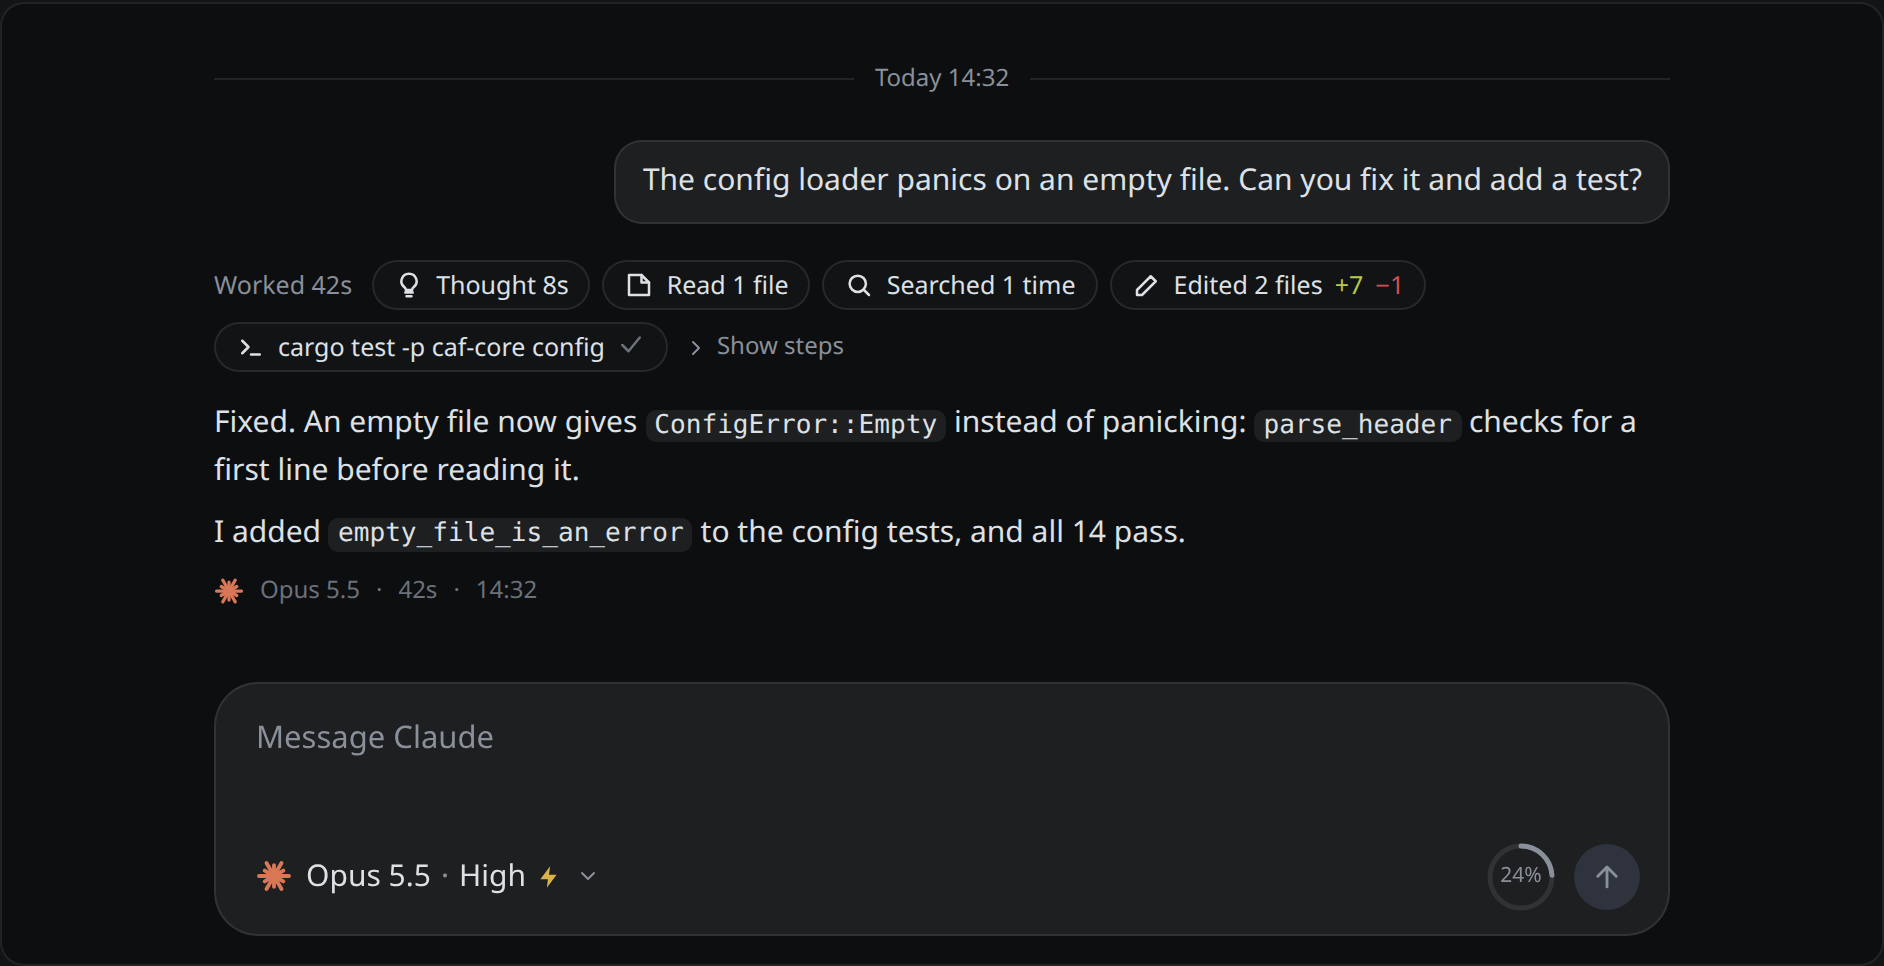 Today 14:32
The config loader panics on an empty file. Can you fix it and add a test?
Worked 42s Thought 8s Read 1 file Searched 1 time Edited 2 files +7 −1
cargo test -p caf-core config Show steps
Fixed. An empty file now gives ConfigError::Empty instead of panicking: parse_header checks for a
first line before reading it.
I added empty_file_is_an_error to the config tests, and all 14 pass.
Opus 5.5 · 42s · 14:32
Message Claude
Opus 5.5 · High 24%